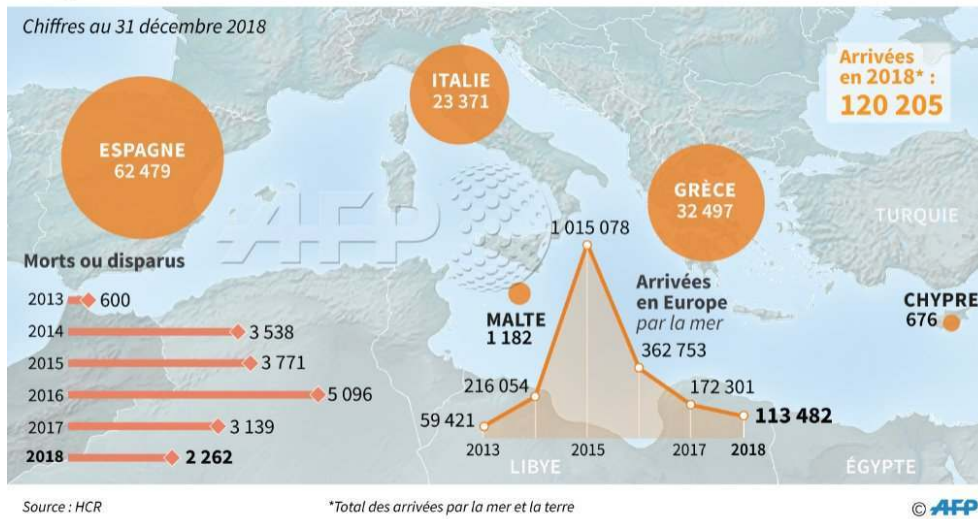 Chiffres au 31 décembre 2018
ITALIE
23 371
Arrivées
en 2018* :
120 205
ESPAGNE
62 479
GRÈCE
32 497
TURQUIE
AFP
Morts ou disparus
2013 600
2014 3 538
2015 3 771
2016 5 096
2017 3 139
2018 2 262
MALTE
1 182
CHYPRE
676
Arrivées
en Europe
par la mer
1 015 078
362 753
216 054
172 301
59 421
113 482
2013 2015 2017 2018
LIBYE
ÉGYPTE
Source : HCR
*Total des arrivées par la mer et la terre
© AFP